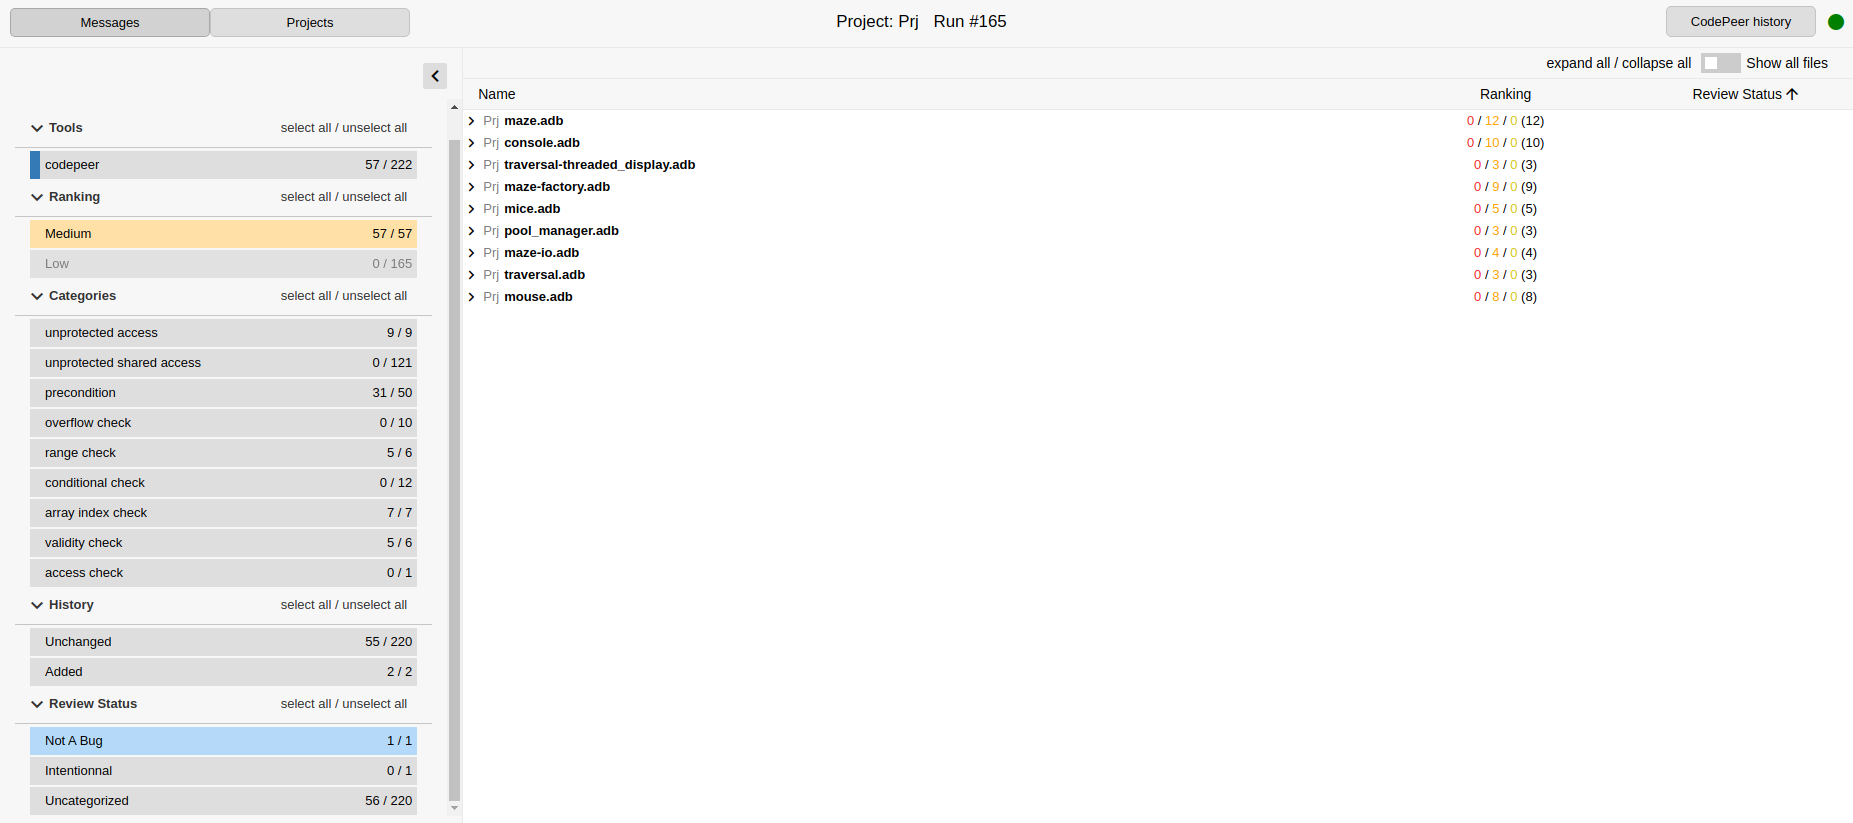 Messages Projects Project: Prj Run #165 CodePeer history
expand all / collapse all Show all files
Name Ranking Review Status
Tools select all / unselect all
codepeer 57 / 222
Ranking select all / unselect all
Medium 57 / 57
Low 0 / 165
Categories select all / unselect all
unprotected access 9 / 9
unprotected shared access 0 / 121
precondition 31 / 50
overflow check 0 / 10
range check 5 / 6
conditional check 0 / 12
array index check 7 / 7
validity check 5 / 6
access check 0 / 1
History select all / unselect all
Unchanged 55 / 220
Added 2 / 2
Review Status select all / unselect all
Not A Bug 1 / 1
Intentionnal 0 / 1
Uncategorized 56 / 220
Prj maze.adb 0 / 12 / 0 (12)
Prj console.adb 0 / 10 / 0 (10)
Prj traversal-threaded_display.adb 0 / 3 / 0 (3)
Prj maze-factory.adb 0 / 9 / 0 (9)
Prj mice.adb 0 / 5 / 0 (5)
Prj pool_manager.adb 0 / 3 / 0 (3)
Prj maze-io.adb 0 / 4 / 0 (4)
Prj traversal.adb 0 / 3 / 0 (3)
Prj mouse.adb 0 / 8 / 0 (8)